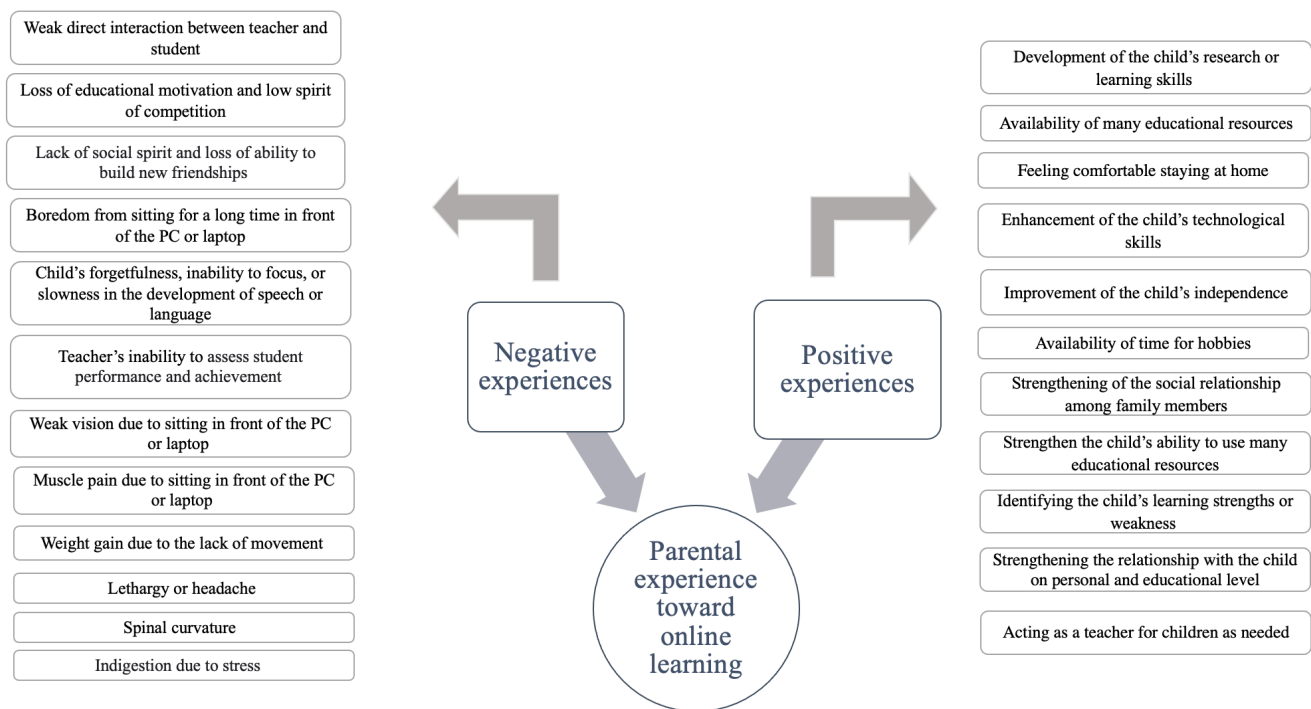 Weak direct interaction between teacher and
student
Loss of educational motivation and low spirit
of competition
Lack of social spirit and loss of ability to
build new friendships
Boredom from sitting for a long time in front
of the PC or laptop
Child’s forgetfulness, inability to focus, or
slowness in the development of speech or
language
Teacher’s inability to assess student
performance and achievement
Weak vision due to sitting in front of the PC
or laptop
Muscle pain due to sitting in front of the PC
or laptop
Weight gain due to the lack of movement
Lethargy or headache
Spinal curvature
Indigestion due to stress
Negative
experiences
Positive
experiences
Parental
experience
toward
online
learning
Development of the child’s research or
learning skills
Availability of many educational resources
Feeling comfortable staying at home
Enhancement of the child’s technological
skills
Improvement of the child’s independence
Availability of time for hobbies
Strengthening of the social relationship
among family members
Strengthen the child’s ability to use many
educational resources
Identifying the child’s learning strengths or
weakness
Strengthening the relationship with the child
on personal and educational level
Acting as a teacher for children as needed